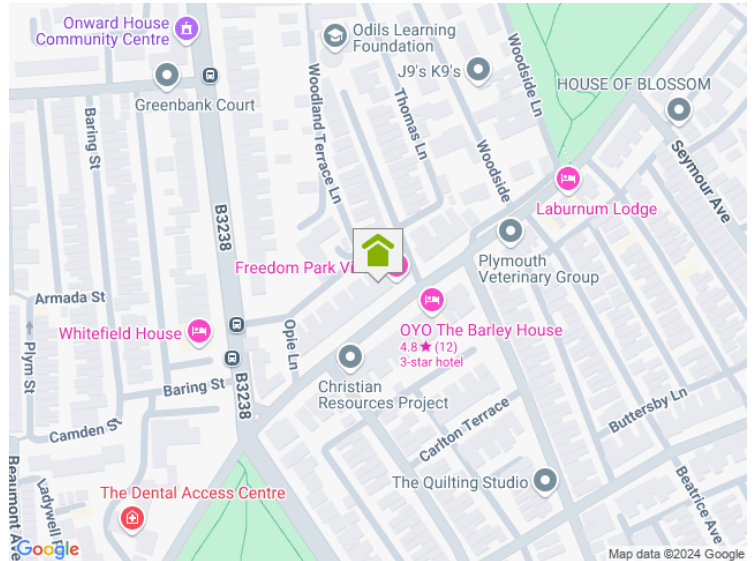 Onward House
Community Centre
Odils Learning
Foundation
J9's K9's
Woodside Ln
HOUSE OF BLOSSOM
Greenbank Court
Baring St
Woodland Terrace Ln
Thomas Ln
Woodside
Seymour Ave
B3238
Laburnum Lodge
Plymouth
Veterinary Group
Freedom Park Vi
Armada St
Plym St
Whitefield House
Opie Ln
OYO The Barley House
4.8★ (12)
3-star hotel
Christian
Resources Project
Baring St
B3238
Camden St
Carlton Terrace
Buttersby Ln
Beaumont Ave
Ladywell
The Dental Access Centre
The Quilting Studio
Beatrice Ave
Google
Map data ©2024 Google